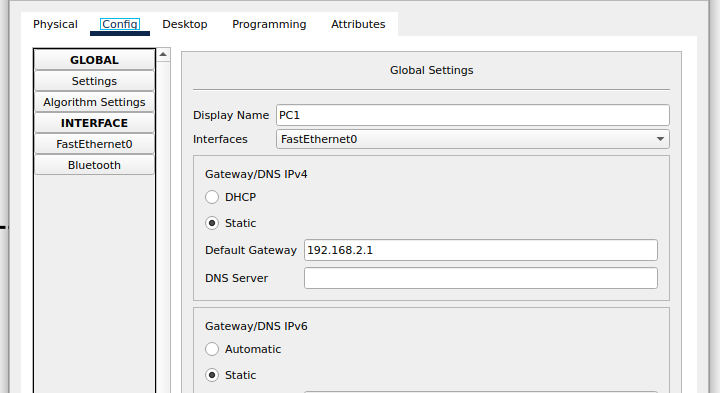 Physical Config Desktop Programming Attributes
GLOBAL
Settings
Algorithm Settings
INTERFACE
FastEthernet0
Bluetooth
Global Settings
Display Name PC1
Interfaces FastEthernet0
Gateway/DNS IPv4
DHCP
Static
Default Gateway 192.168.2.1
DNS Server
Gateway/DNS IPv6
Automatic
Static